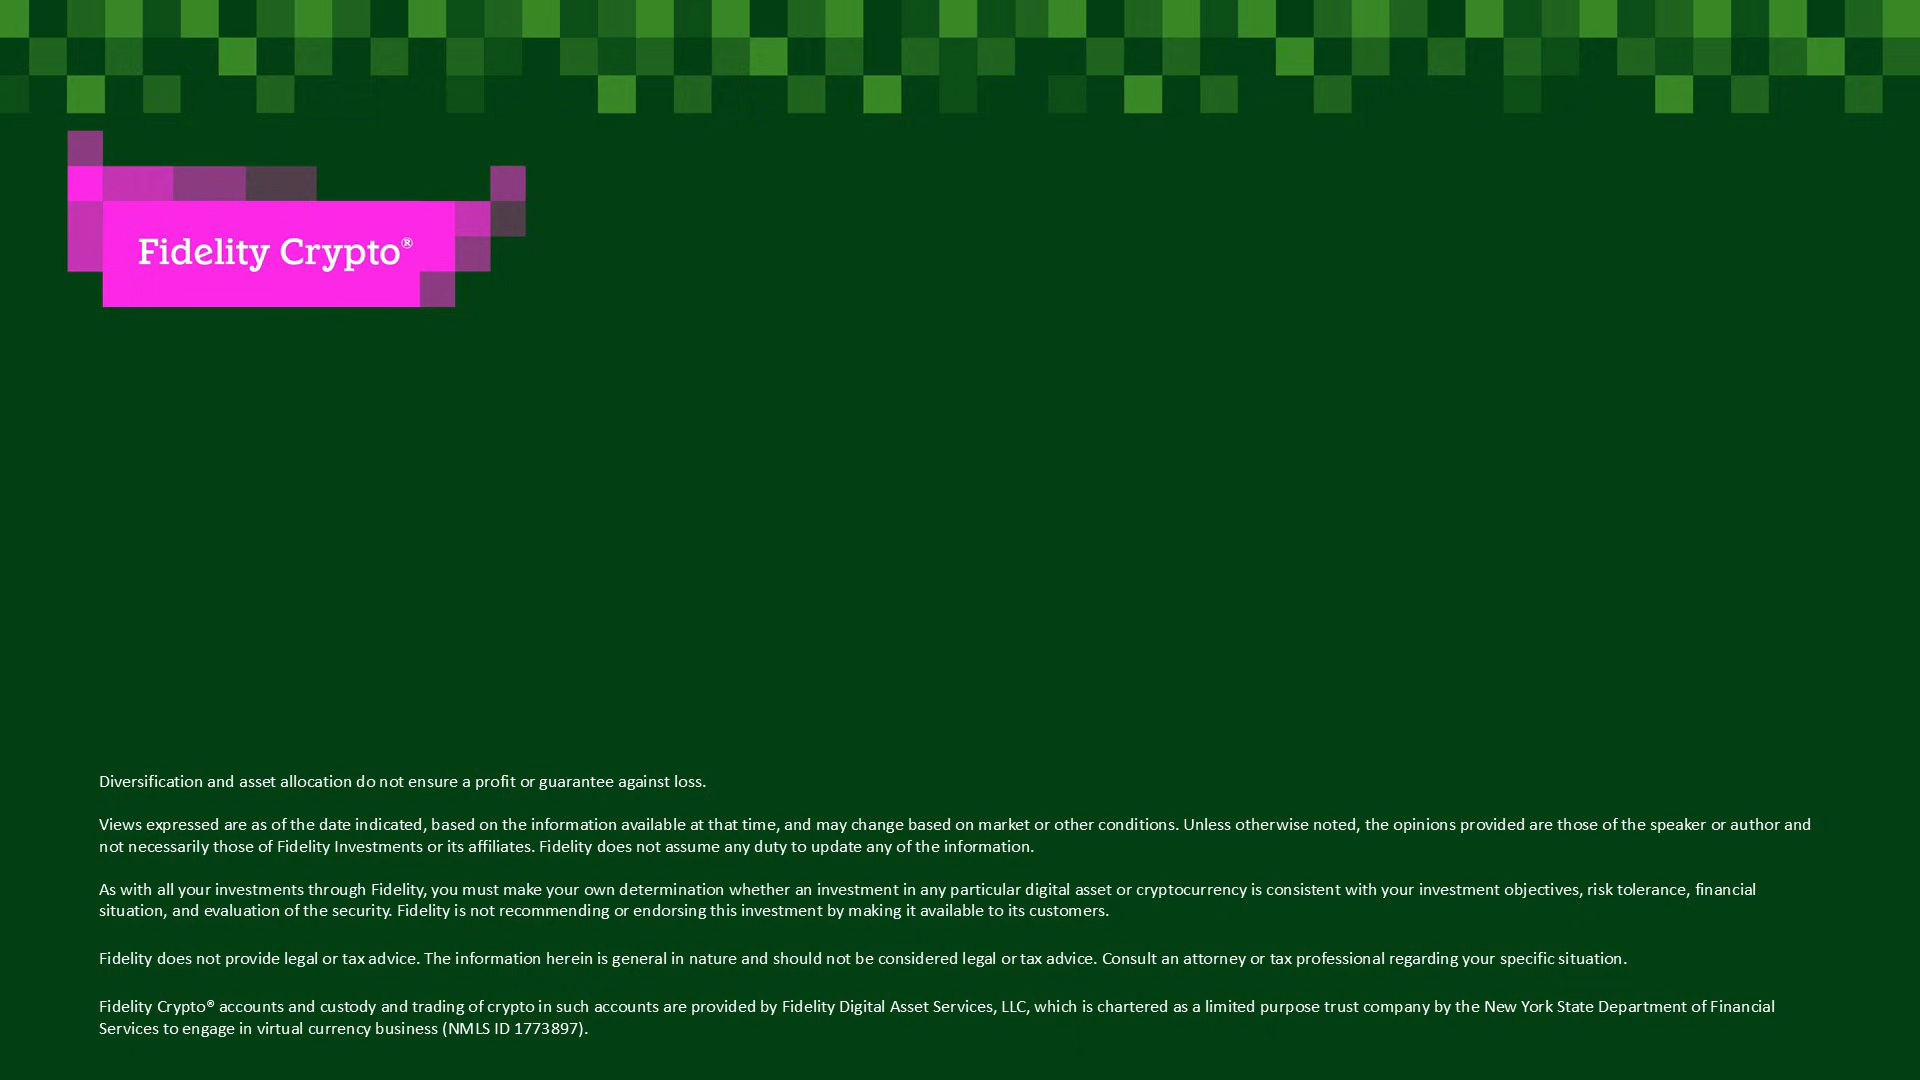 Fidelity Crypto®
Diversification and asset allocation do not ensure a profit or guarantee against loss.
Views expressed are as of the date indicated, based on the information available at that time, and may change based on market or other conditions. Unless otherwise noted, the opinions provided are those of the speaker or author and
not necessarily those of Fidelity Investments or its affiliates. Fidelity does not assume any duty to update any of the information.
As with all your investments through Fidelity, you must make your own determination whether an investment in any particular digital asset or cryptocurrency is consistent with your investment objectives, risk tolerance, financial
situation, and evaluation of the security. Fidelity is not recommending or endorsing this investment by making it available to its customers.
Fidelity does not provide legal or tax advice. The information herein is general in nature and should not be considered legal or tax advice. Consult an attorney or tax professional regarding your specific situation.
Fidelity Crypto® accounts and custody and trading of crypto in such accounts are provided by Fidelity Digital Asset Services, LLC, which is chartered as a limited purpose trust company by the New York State Department of Financial
Services to engage in virtual currency business (NMLS ID 1773897).